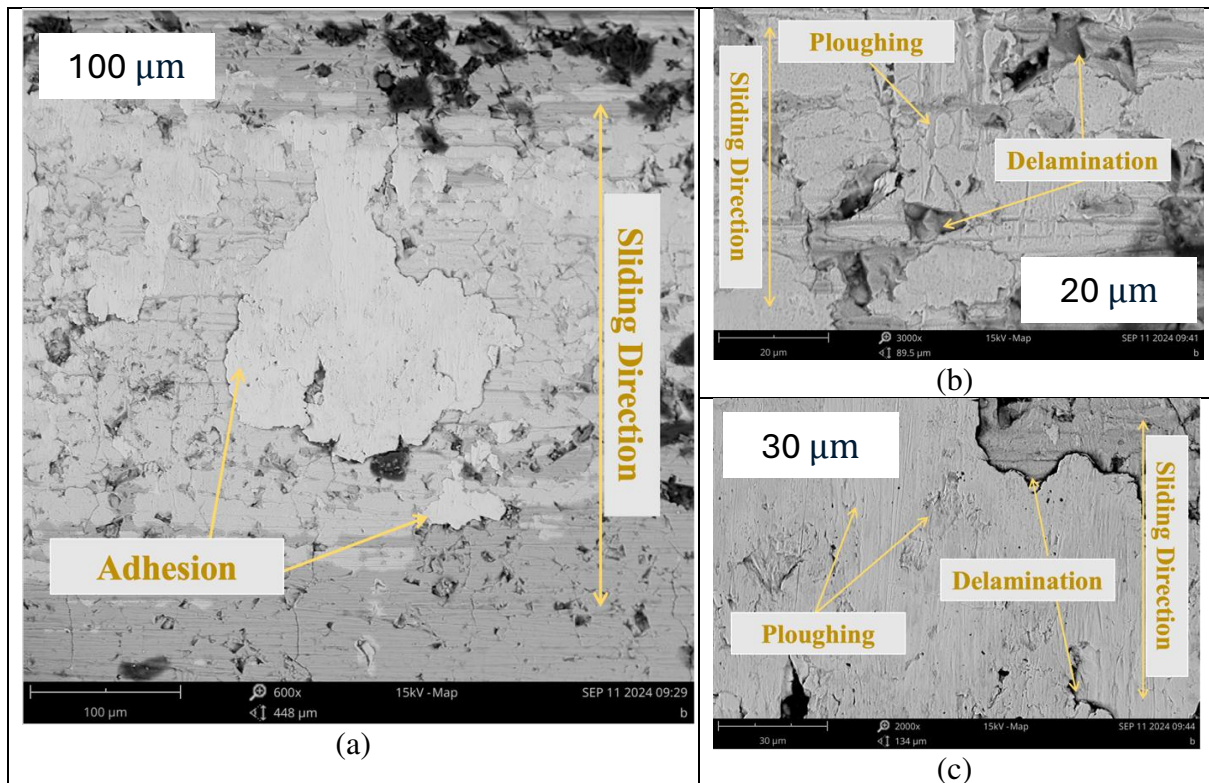 100 μm
Sliding Direction
Adhesion
100 μm
600x
448 μm
15kV - Map
SEP 11 2024 09:29
b
(a)
Ploughing
Sliding Direction
Delamination
20 μm
20 μm
3000x
89.5 μm
15kV - Map
SEP 11 2024 09:41
b
(b)
30 μm
Sliding Direction
Delamination
Ploughing
30 μm
2000x
134 μm
15kV - Map
SEP 11 2024 09:44
b
(c)